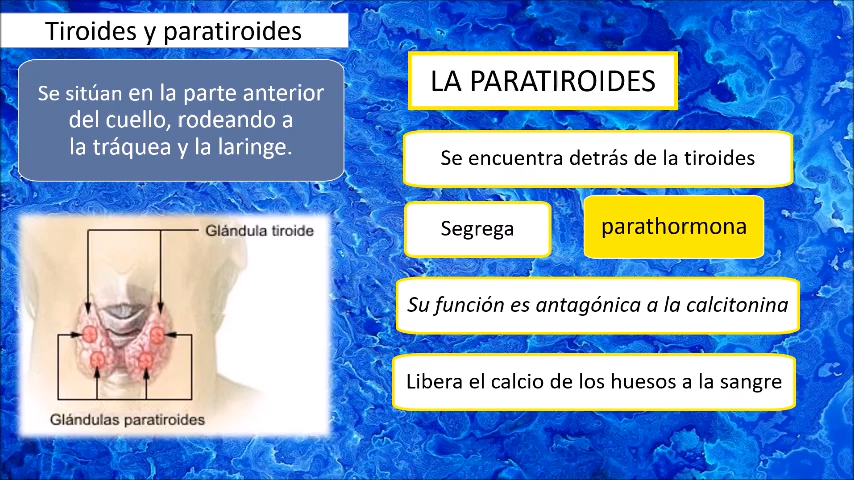 Tiroides y paratiroides
Se sitúan en la parte anterior
del cuello, rodeando a
la tráquea y la laringe.
Glándula tiroide
Glándulas paratiroides
LA PARATIROIDES
Se encuentra detrás de la tiroides
Segrega
parathormona
Su función es antagónica a la calcitonina
Libera el calcio de los huesos a la sangre